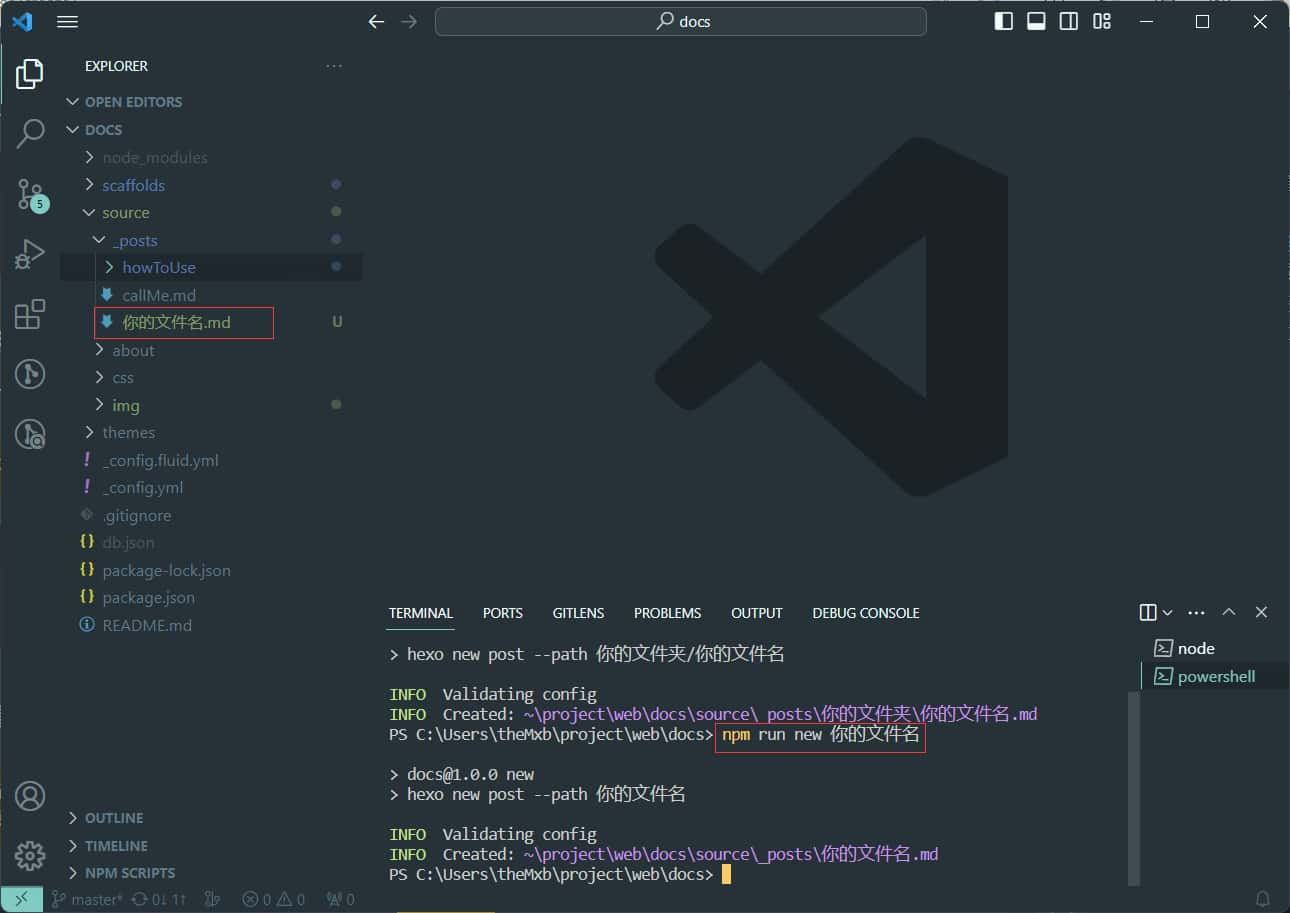 docs
EXPLORER
OPEN EDITORS
DOCS
node_modules
scaffolds
source
_posts
howToUse
callMe.md
你的文件名.md U
about
css
img
themes
_config.fluid.yml
_config.yml
.gitignore
db.json
package-lock.json
package.json
README.md
5
OUTLINE
TIMELINE
NPM SCRIPTS
TERMINAL PORTS GITLENS PROBLEMS OUTPUT DEBUG CONSOLE
> hexo new post --path 你的文件夹/你的文件名
INFO Validating config
INFO Created: ~\project\web\docs\source\_posts\你的文件夹\你的文件名.md
PS C:\Users\theMxb\project\web\docs> npm run new 你的文件名
> docs@1.0.0 new
> hexo new post --path 你的文件名
INFO Validating config
INFO Created: ~\project\web\docs\source\_posts\你的文件名.md
PS C:\Users\theMxb\project\web\docs>
node
powershell
master* 0↓ 1↑ 0 0 0